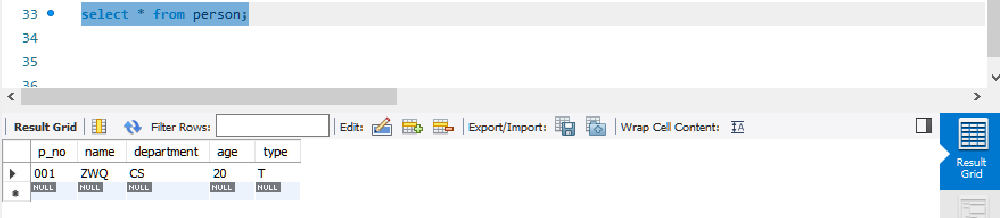 33 select * from person;
34
35
36
Result Grid Filter Rows: Edit: Export/Import: Wrap Cell Content: IA
p_no name department age type
001 ZWQ CS 20 T
NULL NULL NULL NULL NULL
Result
Grid